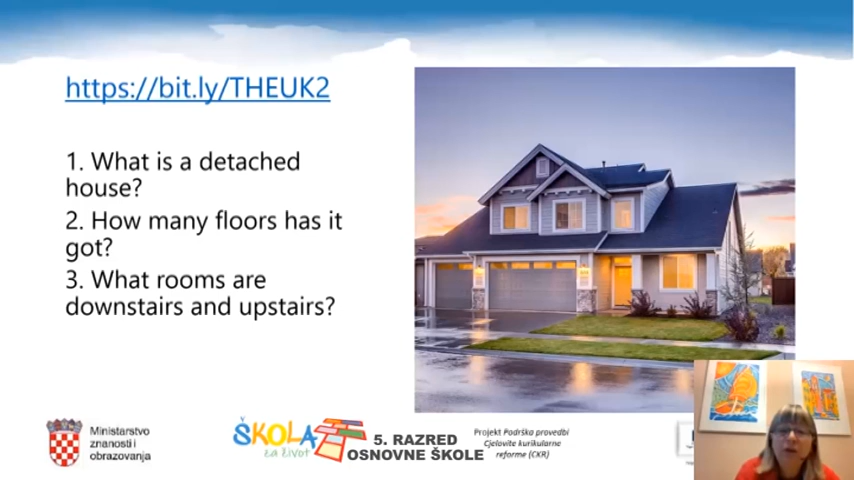 https://bit.ly/THEUK2
1. What is a detached
house?
2. How many floors has it
got?
3. What rooms are
downstairs and upstairs?
Ministarstvo
znanosti i
obrazovanja
ŠKOLA
za život
5. RAZRED
OSNOVNE ŠKOLE
Projekt Podrška provedbi
Cjelovite kurikularne
reforme (CKR)